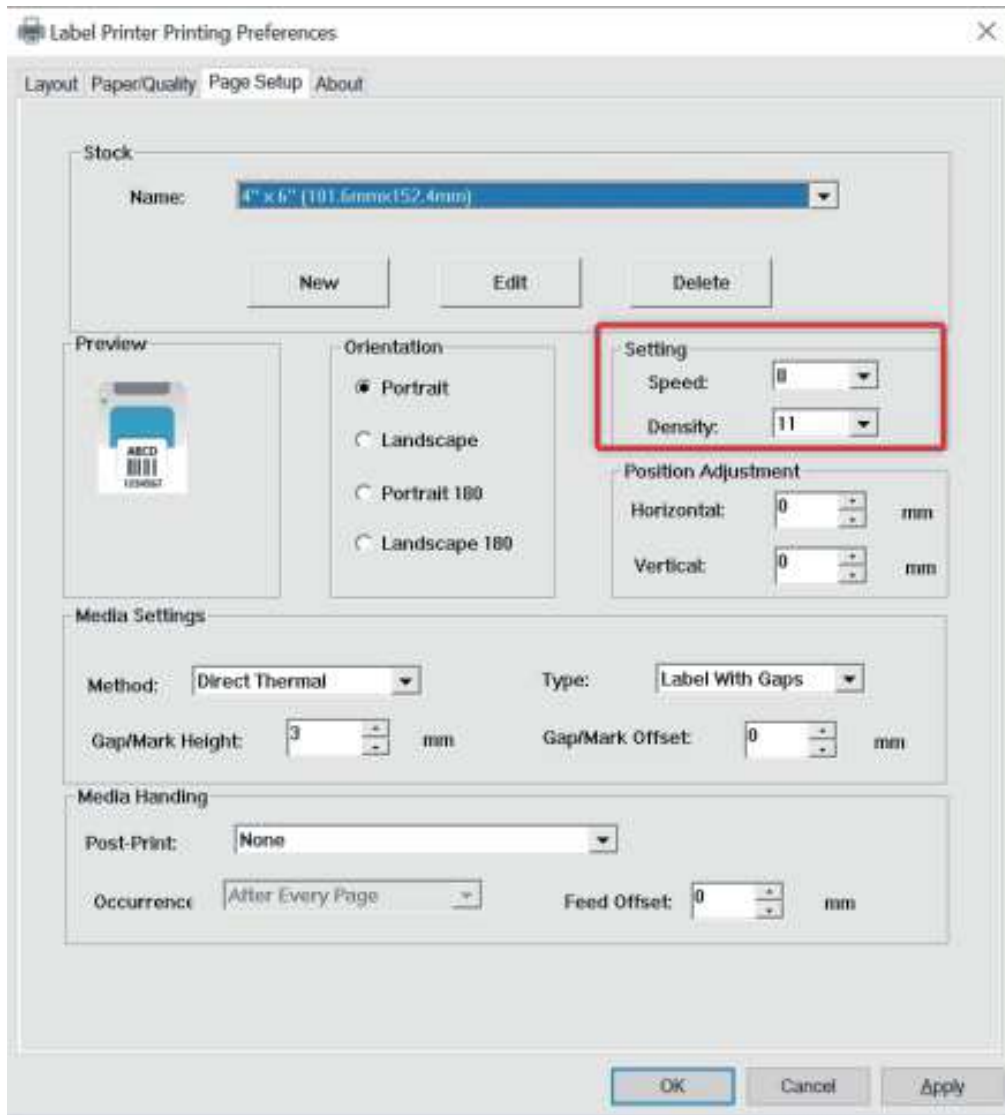 Label Printer Printing Preferences
Layout Paper/Quality Page Setup About
Stock
Name: 4" x 6" (101.6mmx152.4mm)
New Edit Delete
Preview
ABCD
1234567
Orientation
Portrait
Landscape
Portrait 180
Landscape 180
Setting
Speed: 8
Density: 11
Position Adjustment
Horizontal: 0 mm
Vertical: 0 mm
Media Settings
Method: Direct Thermal Type: Label With Gaps
Gap/Mark Height: 3 mm Gap/Mark Offset: 0 mm
Media Handing
Post-Print: None
Occurrence After Every Page Feed Offset: 0 mm
OK Cancel Apply